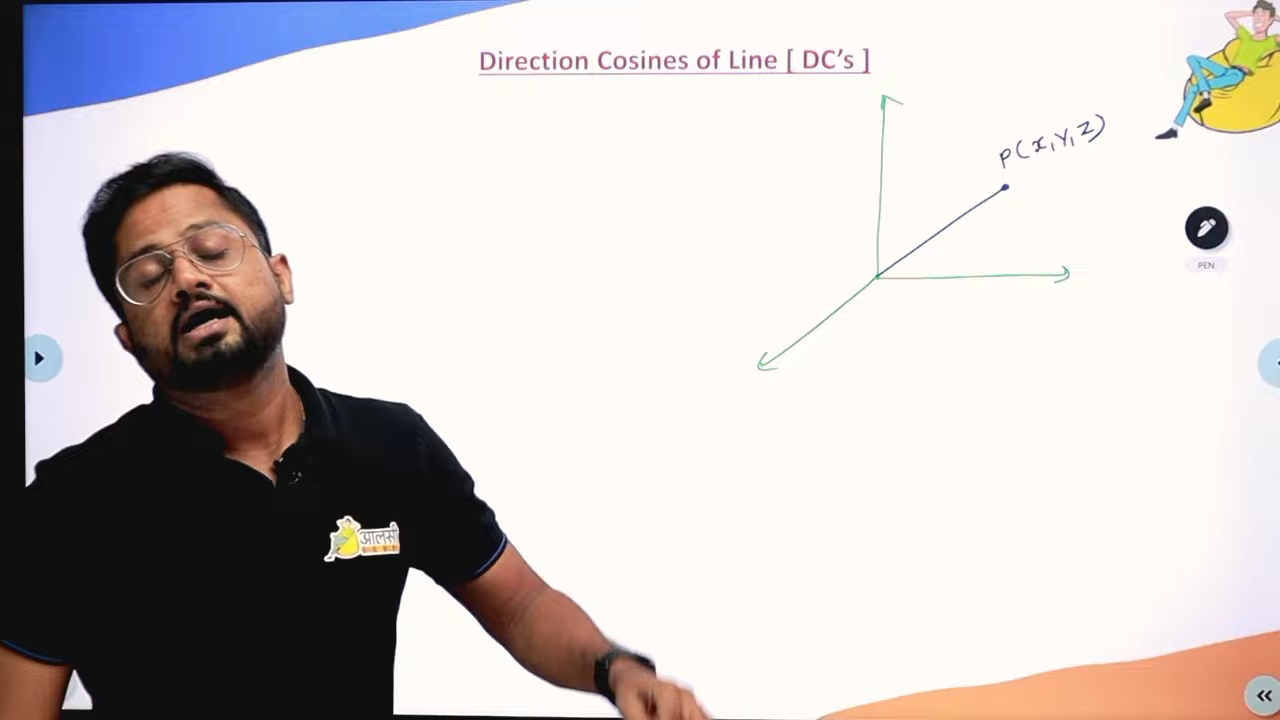 Direction Cosines of Line [ DC’s ]
P(x,y,z)
PEN
आलसी